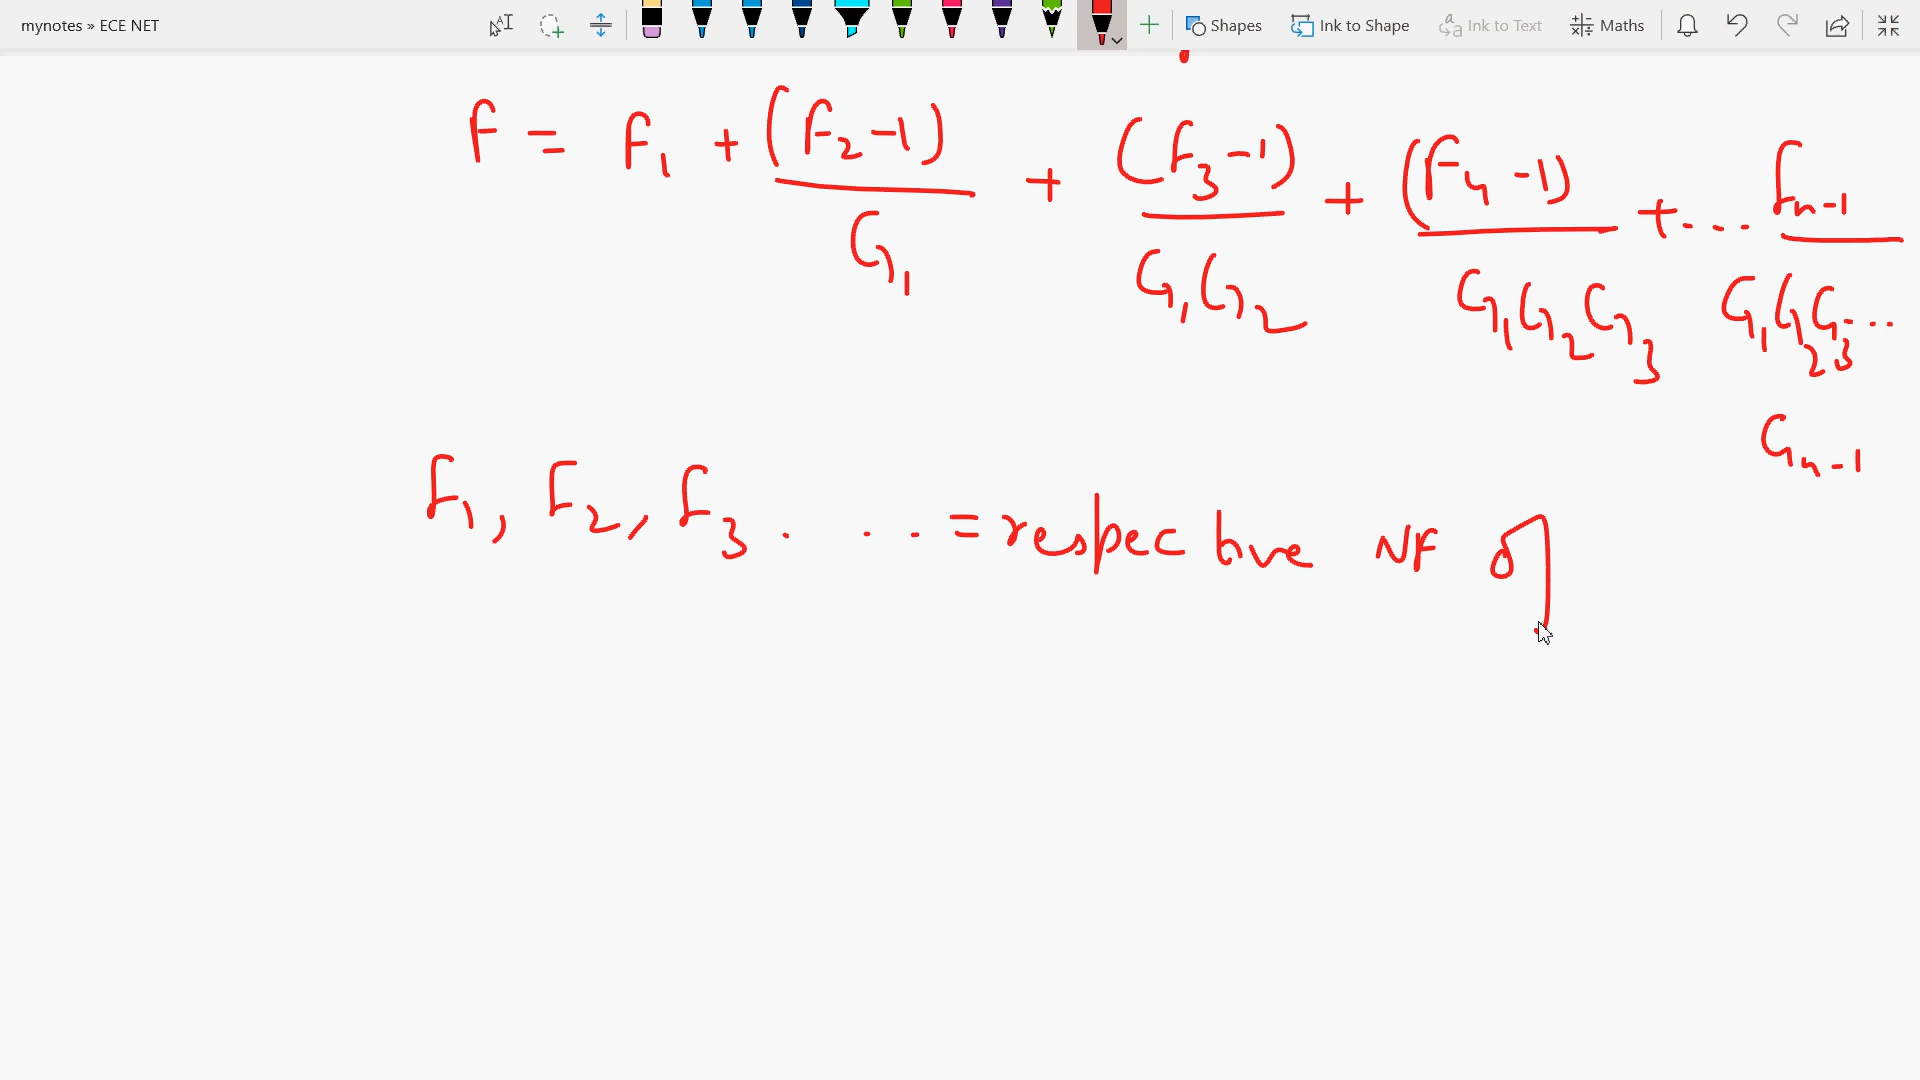 mynotes » ECE NET
Shapes Ink to Shape Ink to Text Maths
F = F1 + (F2-1)/G1 + (F3-1)/G1G2 + (F4-1)/G1G2G3 + .... Fn-1/G1G2G3...
Gn-1
F1, F2, F3 . . . = respective NF of